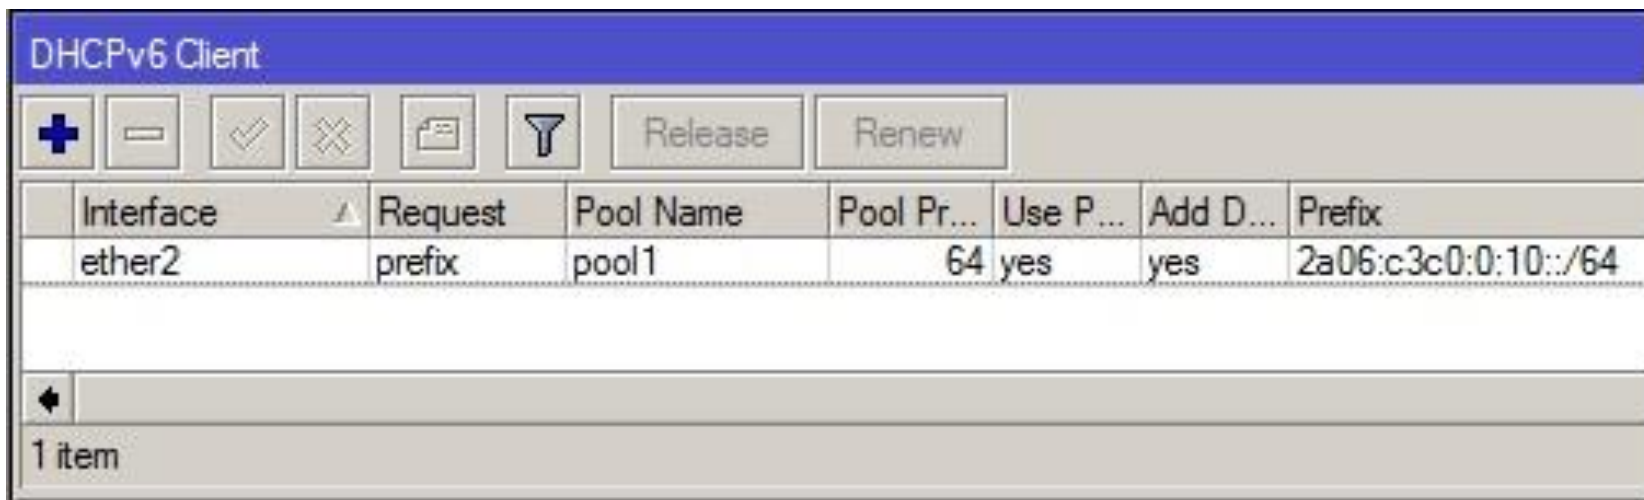 DHCPv6 Client
Release Renew
Interface Request Pool Name Pool Pr... Use P... Add D... Prefix
ether2 prefix pool1 64 yes yes 2a06:c3c0:0:10::/64
1 item